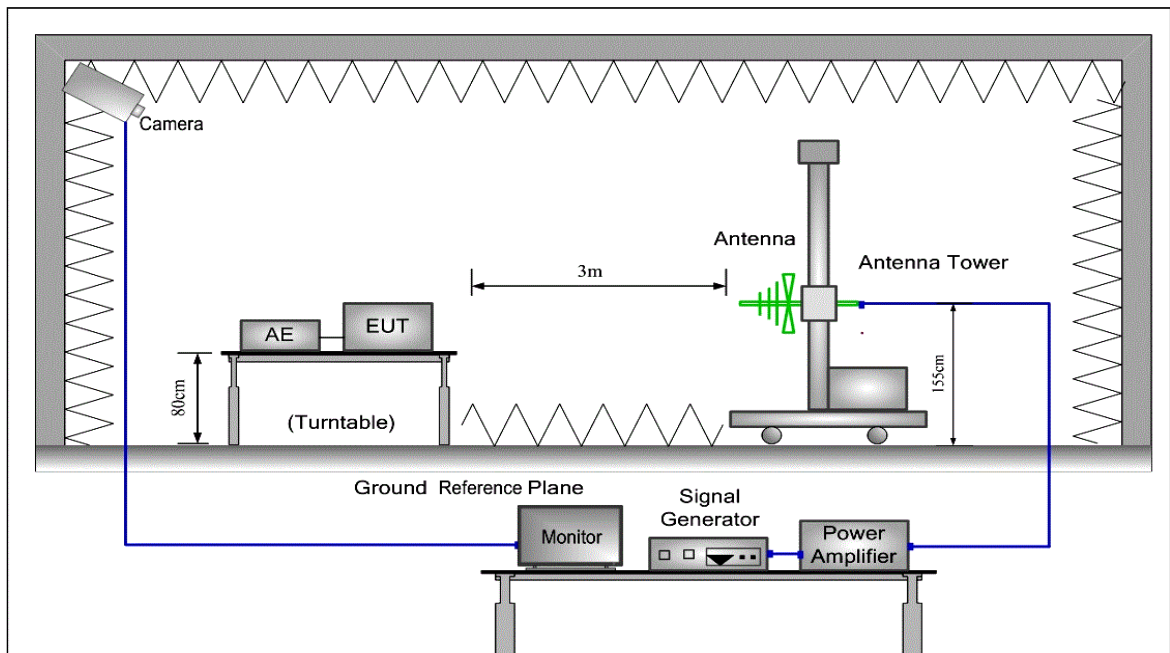 Camera
Antenna
3m
Antenna Tower
AE
EUT
80cm
155cm
(Turntable)
Ground Reference Plane
Signal
Generator
Monitor
Power
Amplifier